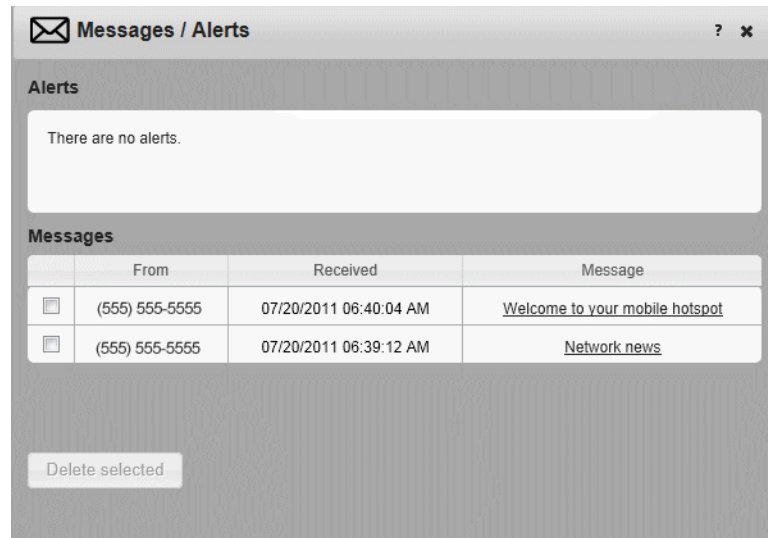 Messages / Alerts ? ✖
Alerts
There are no alerts.
Messages
From Received Message
(555) 555-5555 07/20/2011 06:40:04 AM Welcome to your mobile hotspot
(555) 555-5555 07/20/2011 06:39:12 AM Network news
Delete selected